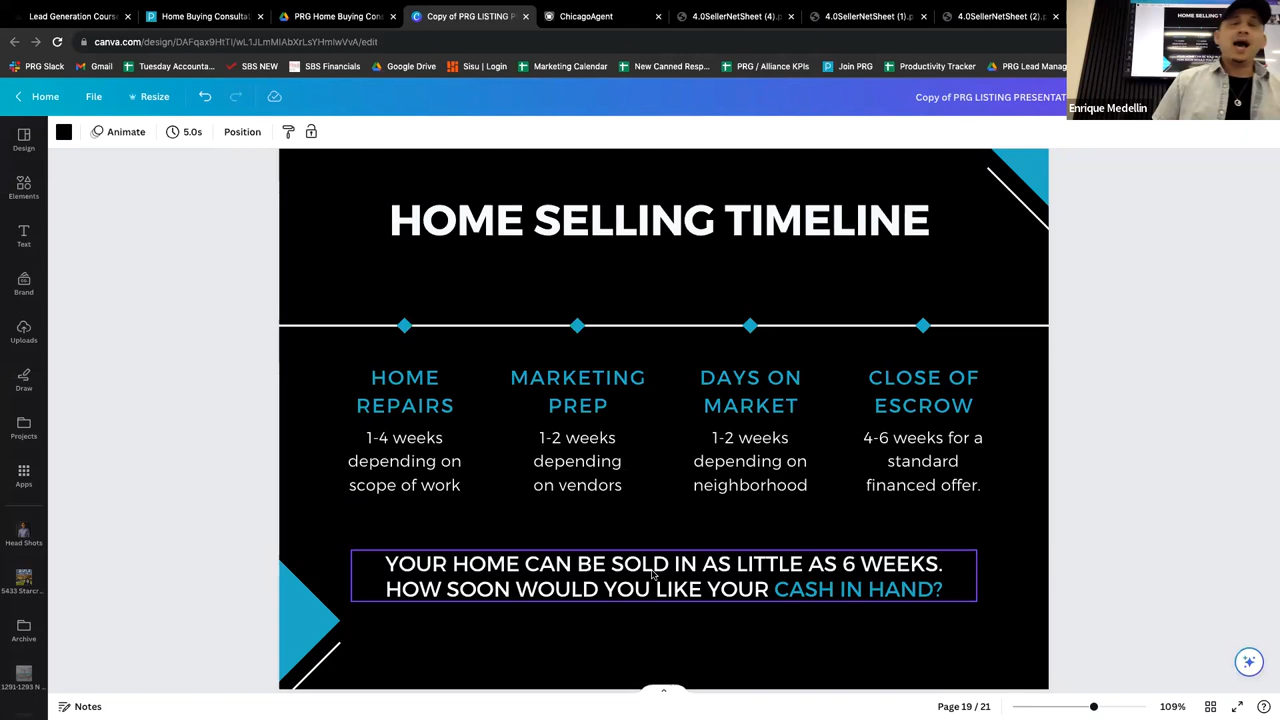 Lead Generation Course
Home Buying Consulta
PRG Home Buying Con
Copy of PRG LISTING P
ChicagoAgent
4.0SellerNetSheet (4).p
4.0SellerNetSheet (1).p
4.0SellerNetSheet (2).p
canva.com/design/DAFqax9HtTI/wL1JLmMIAbXrLsYHmIwVvA/edit
PRG Slack
Gmail
Tuesday Accounta...
SBS NEW
SBS Financials
Google Drive
Marketing Calendar
New Canned Resp...
PRG / Alliance KPIs
Join PRG
Production Tracker
PRG Lead Manag
Home
File
Resize
Copy of PRG LISTING PRESENTAT
Enrique Medellin
Animate
5.0s
Position
Design
Elements
Text
Brand
Uploads
Draw
Projects
Apps
Head Shots
5433 Starcr...
Archive
1291-1293 N
HOME SELLING TIMELINE
HOME
REPAIRS
1-4 weeks
depending on
scope of work
MARKETING
PREP
1-2 weeks
depending
on vendors
DAYS ON
MARKET
1-2 weeks
depending on
neighborhood
CLOSE OF
ESCROW
4-6 weeks for a
standard
financed offer.
YOUR HOME CAN BE SOLD IN AS LITTLE AS 6 WEEKS.
HOW SOON WOULD YOU LIKE YOUR CASH IN HAND?
Notes
Page 19 / 21
109%